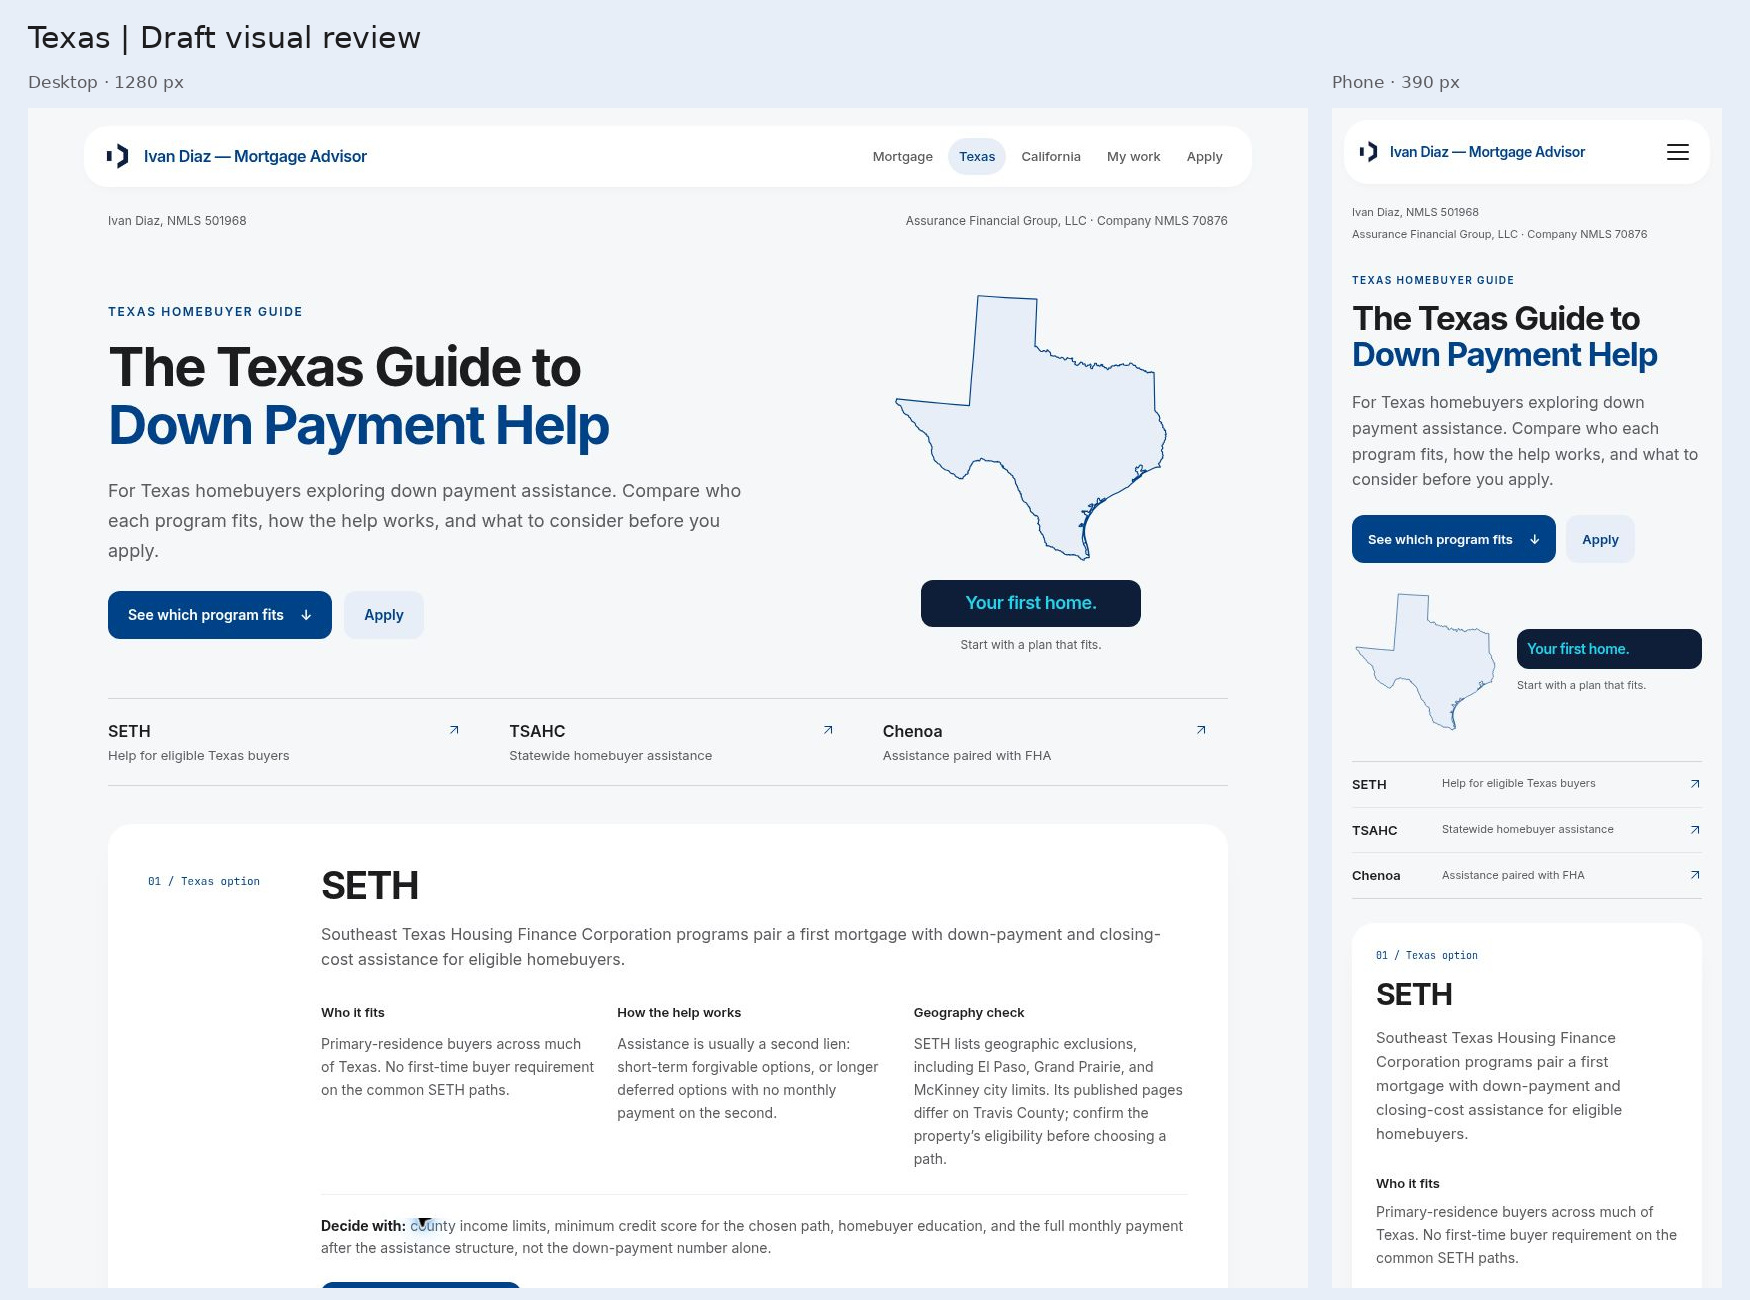 Texas | Draft visual review
Desktop · 1280 px
Ivan Diaz — Mortgage Advisor
Mortgage
Texas
California
My work
Apply
Ivan Diaz, NMLS 501968
Assurance Financial Group, LLC · Company NMLS 70876
TEXAS HOMEBUYER GUIDE
The Texas Guide to
Down Payment Help
For Texas homebuyers exploring down payment assistance. Compare who
each program fits, how the help works, and what to consider before you
apply.
See which program fits ↓
Apply
Your first home.
Start with a plan that fits.
SETH
Help for eligible Texas buyers
TSAHC
Statewide homebuyer assistance
Chenoa
Assistance paired with FHA
01 / Texas option
SETH
Southeast Texas Housing Finance Corporation programs pair a first mortgage with down-payment and closing-
cost assistance for eligible homebuyers.
Who it fits
Primary-residence buyers across much
of Texas. No first-time buyer requirement
on the common SETH paths.
How the help works
Assistance is usually a second lien:
short-term forgivable options, or longer
deferred options with no monthly
payment on the second.
Geography check
SETH lists geographic exclusions,
including El Paso, Grand Prairie, and
McKinney city limits. Its published pages
differ on Travis County; confirm the
property’s eligibility before choosing a
path.
Decide with: county income limits, minimum credit score for the chosen path, homebuyer education, and the full monthly payment
after the assistance structure, not the down-payment number alone.
Phone · 390 px
Ivan Diaz — Mortgage Advisor
Ivan Diaz, NMLS 501968
Assurance Financial Group, LLC · Company NMLS 70876
TEXAS HOMEBUYER GUIDE
The Texas Guide to
Down Payment Help
For Texas homebuyers exploring down
payment assistance. Compare who each
program fits, how the help works, and what to
consider before you apply.
See which program fits ↓
Apply
Your first home.
Start with a plan that fits.
SETH Help for eligible Texas buyers
TSAHC Statewide homebuyer assistance
Chenoa Assistance paired with FHA
01 / Texas option
SETH
Southeast Texas Housing Finance
Corporation programs pair a first
mortgage with down-payment and
closing-cost assistance for eligible
homebuyers.
Who it fits
Primary-residence buyers across much of
Texas. No first-time buyer requirement on the
common SETH paths.